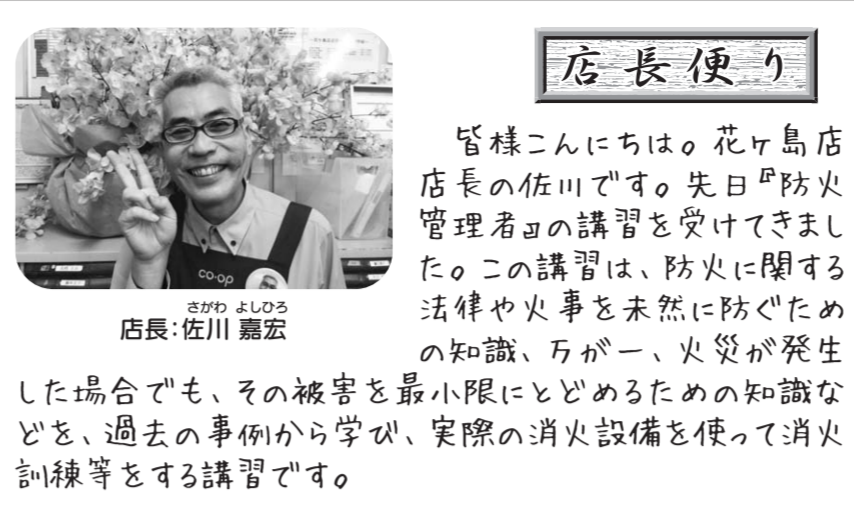 店長便り
皆様こんにちは。花ヶ島店
店長の佐川です。先日『防火
管理者』の講習を受けてきまし
た。この講習は、防火に関する
法律や火事を未然に防ぐため
の知識、万が一、火災が発生
した場合でも、その被害を最小限にとどめるための知識な
どを、過去の事例から学び、実際の消火設備を使って消火
訓練等をする講習です。
co・op
さがわ よしひろ
店長:佐川 嘉宏